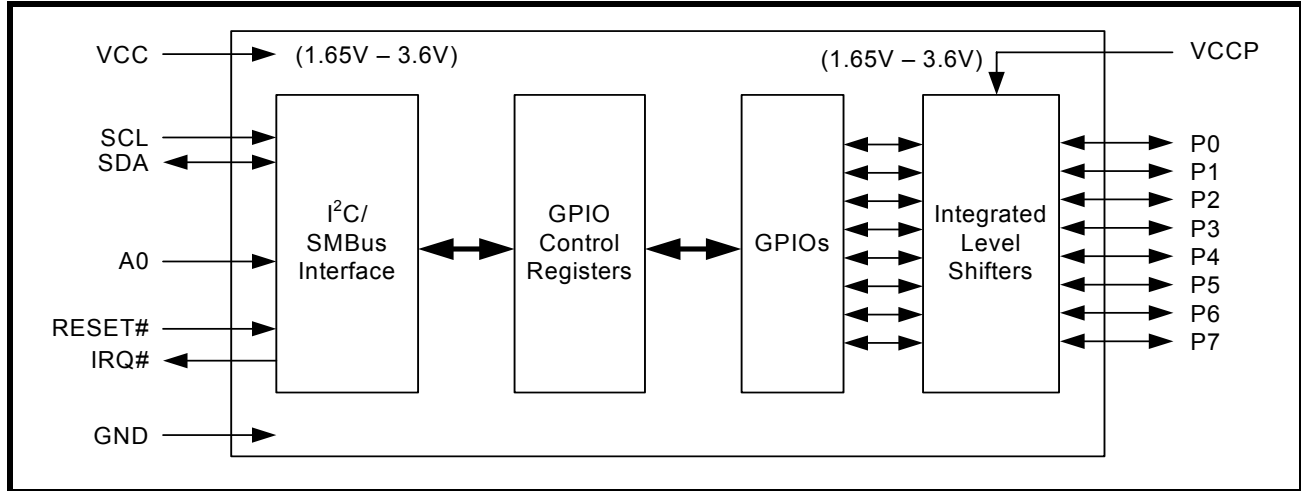 VCC
(1.65V – 3.6V)
(1.65V – 3.6V)
VCCP
SCL
SDA
A0
RESET#
IRQ#
GND
I²C/
SMBus
Interface
GPIO
Control
Registers
GPIOs
Integrated
Level
Shifters
P0
P1
P2
P3
P4
P5
P6
P7